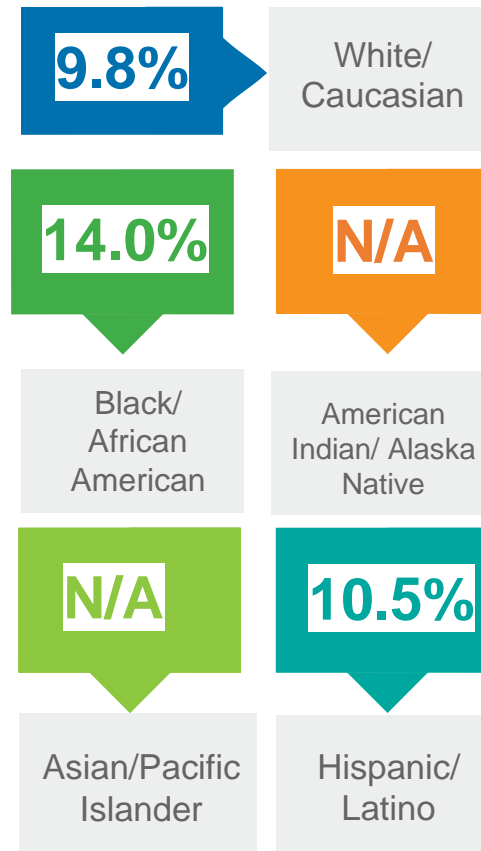 9.8%
White/
Caucasian
14.0%
N/A
Black/
African
American
American
Indian/ Alaska
Native
N/A
10.5%
Asian/Pacific
Islander
Hispanic/
Latino